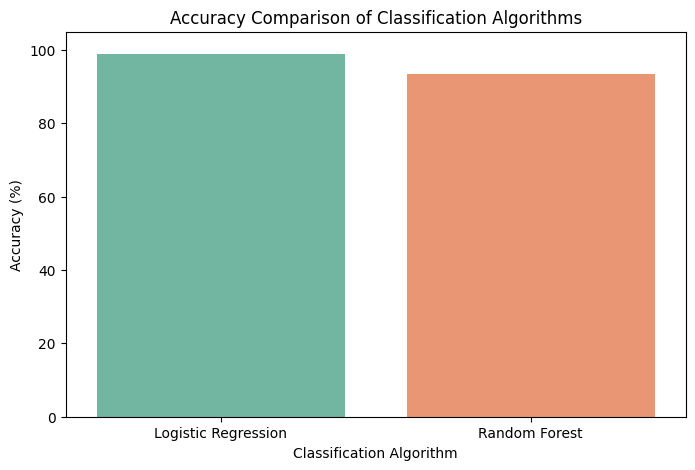 Accuracy Comparison of Classification Algorithms
100
80
60
40
20
0
Accuracy (%)
Logistic Regression
Random Forest
Classification Algorithm